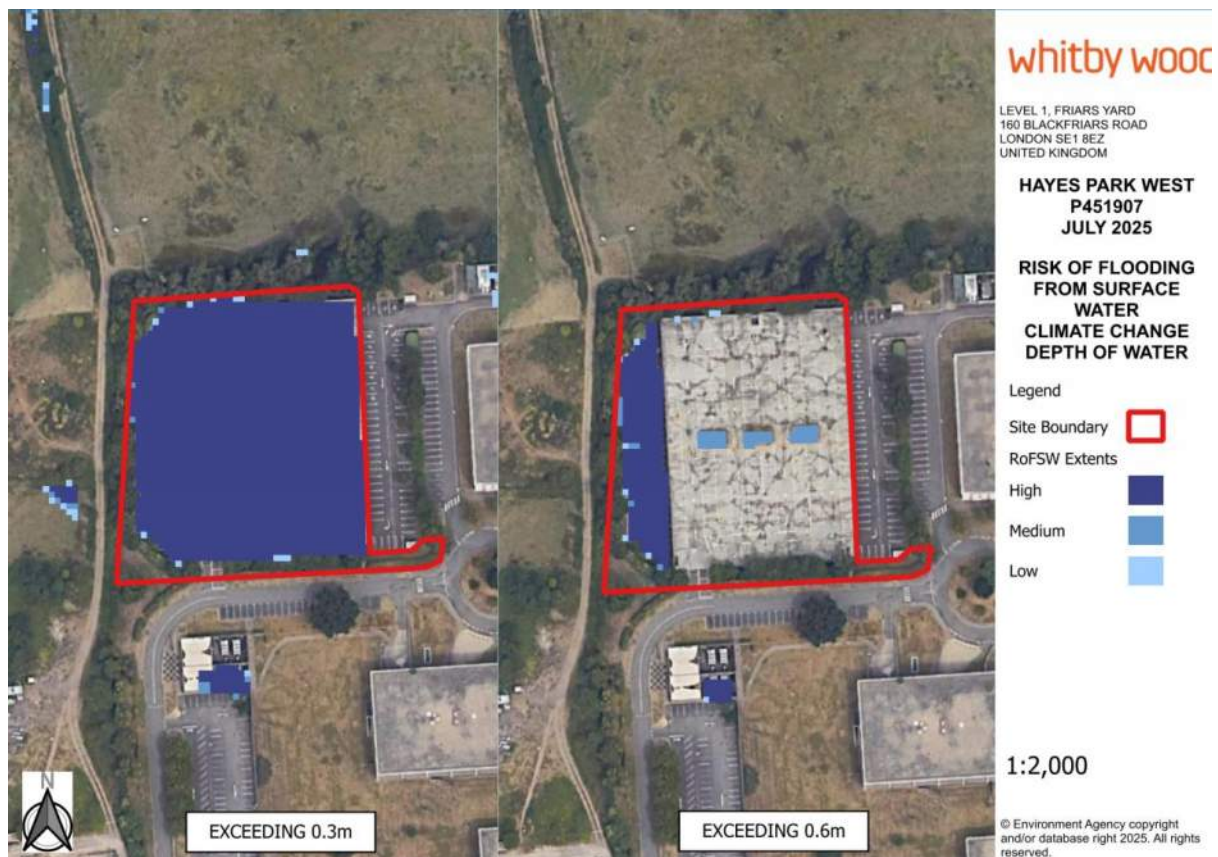 whitby wood
LEVEL 1, FRIARS YARD
160 BLACKFRIARS ROAD
LONDON SE1 8EZ
UNITED KINGDOM
HAYES PARK WEST
P451907
JULY 2025
RISK OF FLOODING
FROM SURFACE
WATER
CLIMATE CHANGE
DEPTH OF WATER
Legend
Site Boundary
RoFSW Extents
High
Medium
Low
1:2,000
© Environment Agency copyright
and/or database right 2025. All rights
reserved.
N
EXCEEDING 0.3m
EXCEEDING 0.6m